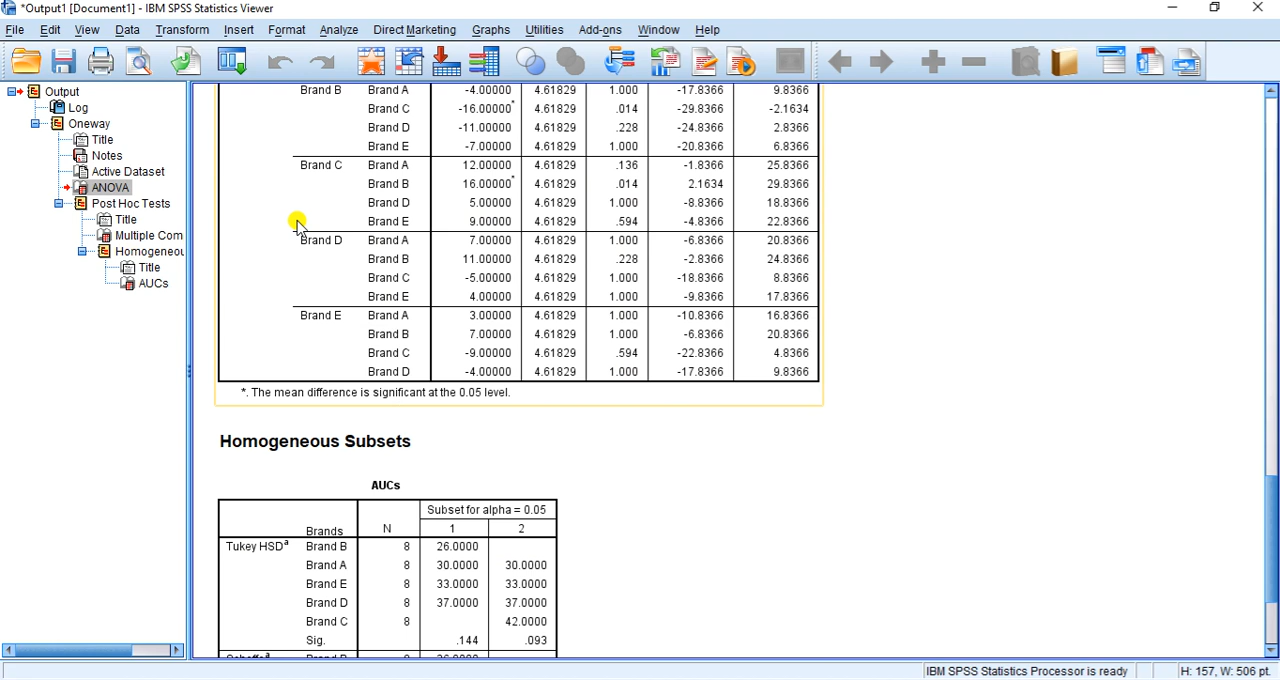 *Output1 [Document1] - IBM SPSS Statistics Viewer
File Edit View Data Transform Insert Format Analyze Direct Marketing Graphs Utilities Add-ons Window Help
Output
Log
Oneway
Title
Notes
Active Dataset
ANOVA
Post Hoc Tests
Title
Multiple Com
Homogeneou
Title
AUCs
Brand B Brand A -4.00000 4.61829 1.000 -17.8366 9.8366
Brand C -16.00000* 4.61829 .014 -29.8366 -2.1634
Brand D -11.00000 4.61829 .228 -24.8366 2.8366
Brand E -7.00000 4.61829 1.000 -20.8366 6.8366
Brand C Brand A 12.00000 4.61829 .136 -1.8366 25.8366
Brand B 16.00000* 4.61829 .014 2.1634 29.8366
Brand D 5.00000 4.61829 1.000 -8.8366 18.8366
Brand E 9.00000 4.61829 .594 -4.8366 22.8366
Brand D Brand A 7.00000 4.61829 1.000 -6.8366 20.8366
Brand B 11.00000 4.61829 .228 -2.8366 24.8366
Brand C -5.00000 4.61829 1.000 -18.8366 8.8366
Brand E 4.00000 4.61829 1.000 -9.8366 17.8366
Brand E Brand A 3.00000 4.61829 1.000 -10.8366 16.8366
Brand B 7.00000 4.61829 1.000 -6.8366 20.8366
Brand C -9.00000 4.61829 .594 -22.8366 4.8366
Brand D -4.00000 4.61829 1.000 -17.8366 9.8366
*. The mean difference is significant at the 0.05 level.
Homogeneous Subsets
AUCs
Subset for alpha = 0.05
Brands N 1 2
Tukey HSDa Brand B 8 26.0000
Brand A 8 30.0000 30.0000
Brand E 8 33.0000 33.0000
Brand D 8 37.0000 37.0000
Brand C 8 42.0000
Sig. .144 .093
IBM SPSS Statistics Processor is ready H: 157, W: 506 pt.